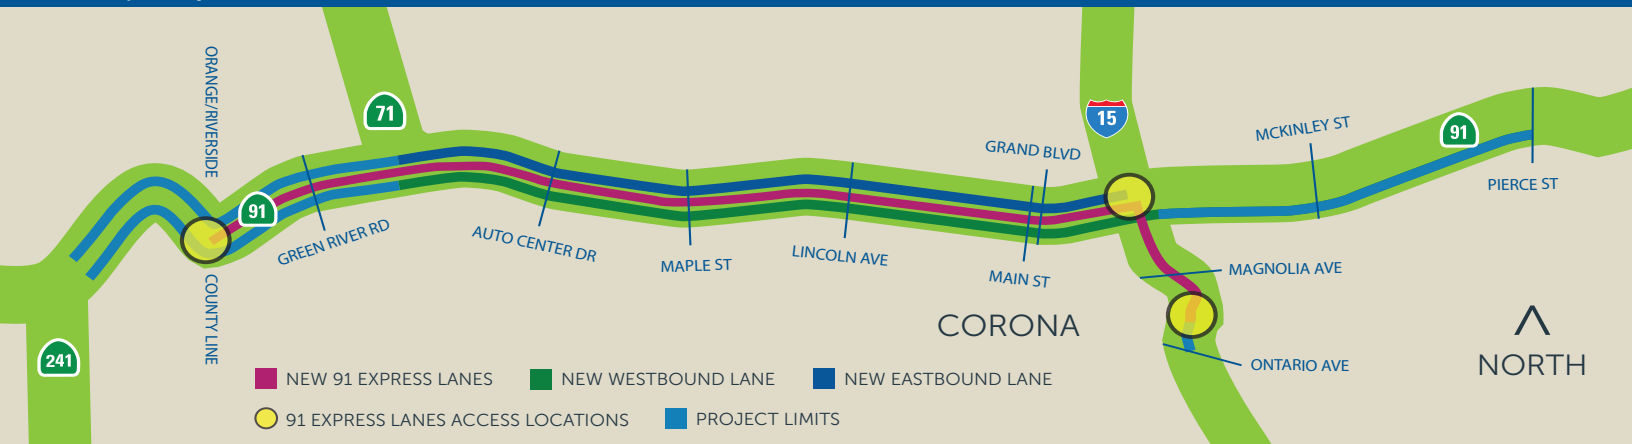 ORANGE/RIVERSIDE
COUNTY LINE
241
91
GREEN RIVER RD
71
AUTO CENTER DR
MAPLE ST
LINCOLN AVE
GRAND BLVD
MAIN ST
15
MCKINLEY ST
91
PIERCE ST
MAGNOLIA AVE
ONTARIO AVE
CORONA
NORTH
NEW 91 EXPRESS LANES
NEW WESTBOUND LANE
NEW EASTBOUND LANE
91 EXPRESS LANES ACCESS LOCATIONS
PROJECT LIMITS